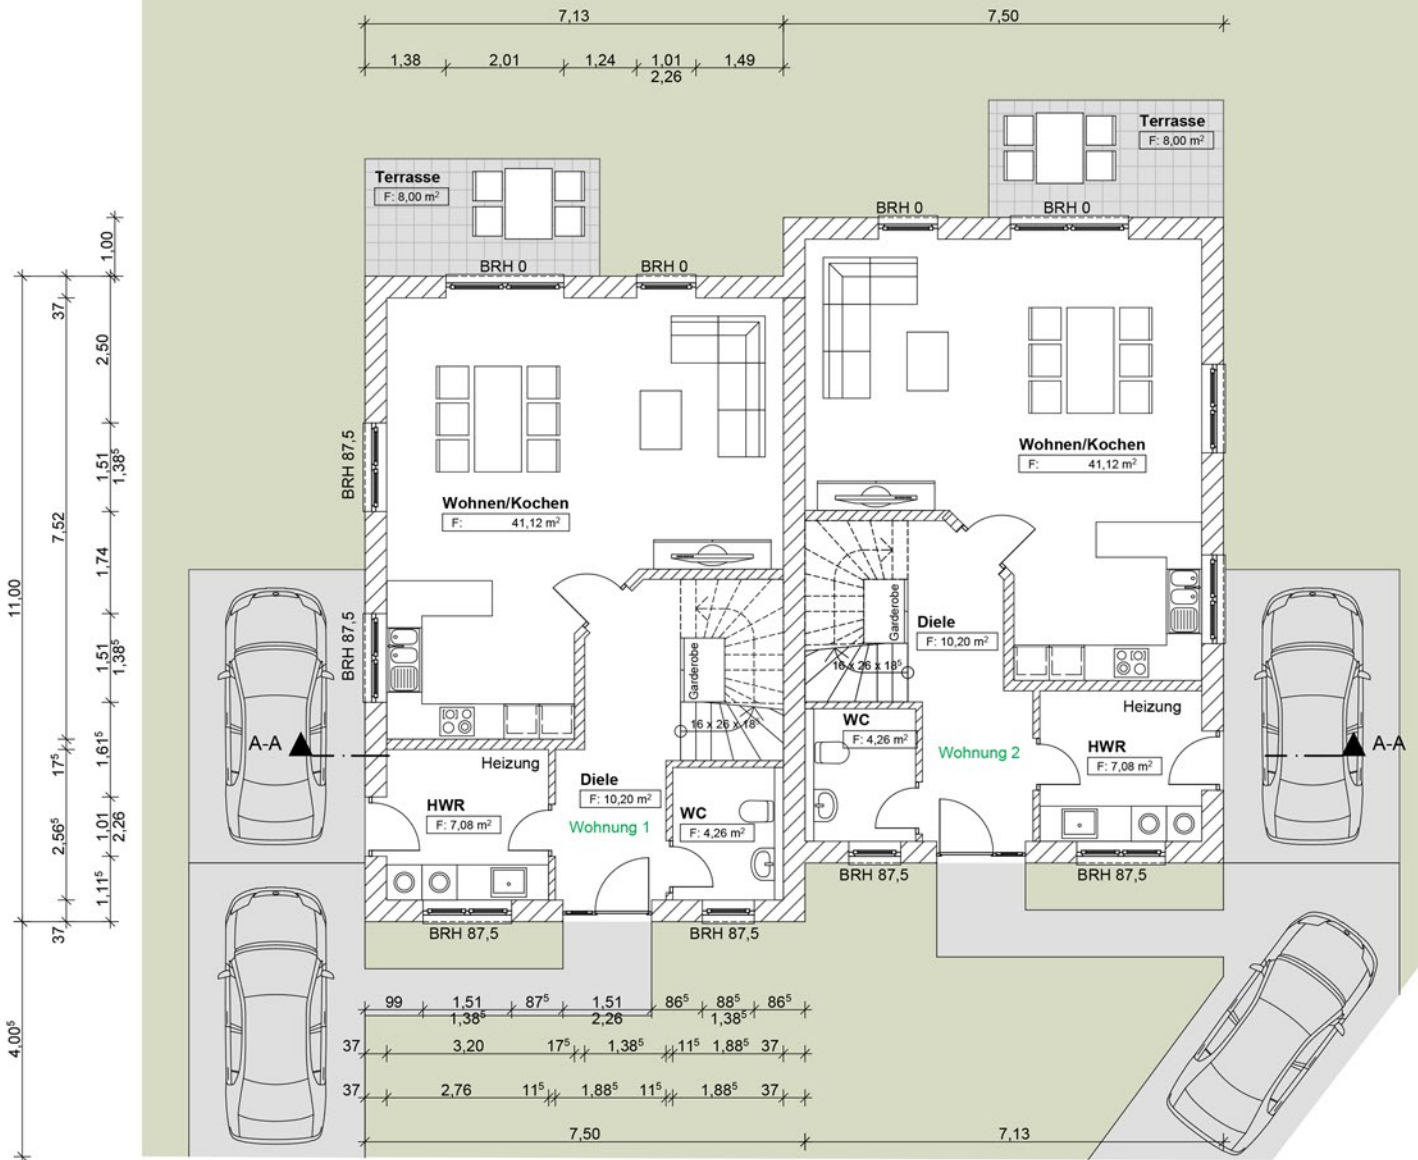 7,13
7,50
1,38
2,01
1,24
1,01
2,26
1,49
Terrasse
F: 8,00 m²
Terrasse
F: 8,00 m²
BRH 0
BRH 0
BRH 0
BRH 0
1,00
37
2,50
1,51
1,38⁵
BRH 87,5
7,52
11,00
1,74
1,51
1,38⁵
BRH 87,5
17⁵
1,61⁵
2,56⁵
1,01
2,26
1,11⁵
37
4,00⁵
Wohnen/Kochen
F: 41,12 m²
Wohnen/Kochen
F: 41,12 m²
Garderobe
16 x 26 x 18⁵
Garderobe
16 x 26 x 18⁵
Diele
F: 10,20 m²
WC
F: 4,26 m²
Wohnung 2
Heizung
HWR
F: 7,08 m²
A-A
A-A
Heizung
HWR
F: 7,08 m²
Diele
F: 10,20 m²
Wohnung 1
WC
F: 4,26 m²
BRH 87,5
BRH 87,5
BRH 87,5
BRH 87,5
99
1,51
1,38⁵
87⁵
1,51
2,26
86⁵
88⁵
1,38⁵
86⁵
37
3,20
17⁵
1,38⁵
11⁵
1,88⁵
37
37
2,76
11⁵
1,88⁵
11⁵
1,88⁵
37
7,50
7,13